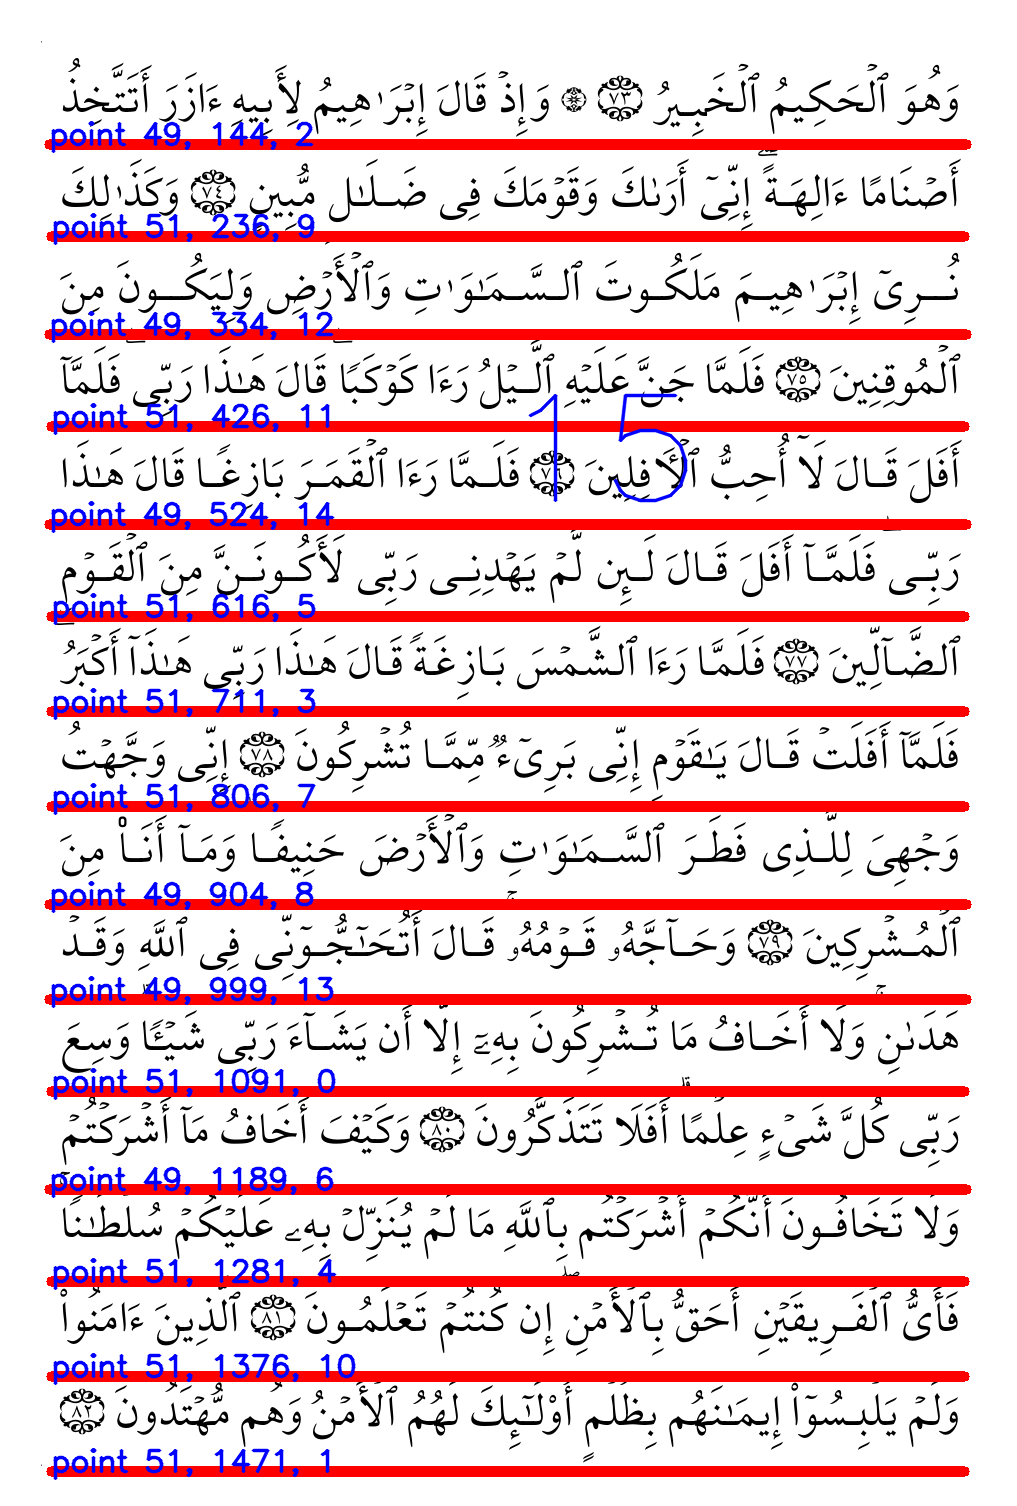 وَهُوَ ٱلْحَكِيمُ ٱلْخَبِيرُ ٧٣ ۞ وَإِذْ قَالَ إِبْرَٰهِيمُ لِأَبِيهِ ءَازَرَ أَتَتَّخِذُ
point 49, 144, 2
أَصْنَامًا ءَالِهَةً ۖ إِنِّىٓ أَرَىٰكَ وَقَوْمَكَ فِى ضَلَـٰلٍ مُّبِينٍ ٧٤ وَكَذَٰلِكَ
point 51, 236, 9
نُرِىٓ إِبْرَٰهِيمَ مَلَكُوتَ ٱلسَّمَـٰوَٰتِ وَٱلْأَرْضِ وَلِيَكُونَ مِنَ
point 49, 334, 12
ٱلْمُوقِنِينَ ٧٥ فَلَمَّا جَنَّ عَلَيْهِ ٱلَّيْلُ رَءَا كَوْكَبًا ۖ قَالَ هَـٰذَا رَبِّى ۖ فَلَمَّآ
point 51, 426, 11
15
أَفَلَ قَالَ لَآ أُحِبُّ ٱلْـَٔافِلِينَ ٧٦ فَلَمَّا رَءَا ٱلْقَمَرَ بَازِغًا قَالَ هَـٰذَا
point 49, 524, 14
رَبِّى ۖ فَلَمَّآ أَفَلَ قَالَ لَئِن لَّمْ يَهْدِنِى رَبِّى لَأَكُونَنَّ مِنَ ٱلْقَوْمِ
point 51, 616, 5
ٱلضَّآلِّينَ ٧٧ فَلَمَّا رَءَا ٱلشَّمْسَ بَازِغَةً قَالَ هَـٰذَا رَبِّى هَـٰذَآ أَكْبَرُ ۖ
point 51, 711, 3
فَلَمَّآ أَفَلَتْ قَالَ يَـٰقَوْمِ إِنِّى بَرِىٓءٌ مِّمَّا تُشْرِكُونَ ٧٨ إِنِّى وَجَّهْتُ
point 51, 806, 7
وَجْهِىَ لِلَّذِى فَطَرَ ٱلسَّمَـٰوَٰتِ وَٱلْأَرْضَ حَنِيفًا ۖ وَمَآ أَنَا۠ مِنَ
point 49, 904, 8
ٱلْمُشْرِكِينَ ٧٩ وَحَآجَّهُۥ قَوْمُهُۥ ۚ قَالَ أَتُحَـٰٓجُّوٓنِّى فِى ٱللَّهِ وَقَدْ
point 49, 999, 13
هَدَىٰنِ ۚ وَلَآ أَخَافُ مَا تُشْرِكُونَ بِهِۦٓ إِلَّآ أَن يَشَآءَ رَبِّى شَيْـًٔا ۗ وَسِعَ
point 51, 1091, 0
رَبِّى كُلَّ شَىْءٍ عِلْمًا ۗ أَفَلَا تَتَذَكَّرُونَ ٨٠ وَكَيْفَ أَخَافُ مَآ أَشْرَكْتُمْ
point 49, 1189, 6
وَلَا تَخَافُونَ أَنَّكُمْ أَشْرَكْتُم بِٱللَّهِ مَا لَمْ يُنَزِّلْ بِهِۦ عَلَيْكُمْ سُلْطَـٰنًا ۚ
point 51, 1281, 4
فَأَىُّ ٱلْفَرِيقَيْنِ أَحَقُّ بِٱلْأَمْنِ ۖ إِن كُنتُمْ تَعْلَمُونَ ٨١ ٱلَّذِينَ ءَامَنُوا۟
point 51, 1376, 10
وَلَمْ يَلْبِسُوٓا۟ إِيمَـٰنَهُم بِظُلْمٍ أُو۟لَـٰٓئِكَ لَهُمُ ٱلْأَمْنُ وَهُم مُّهْتَدُونَ ٨٢
point 51, 1471, 1